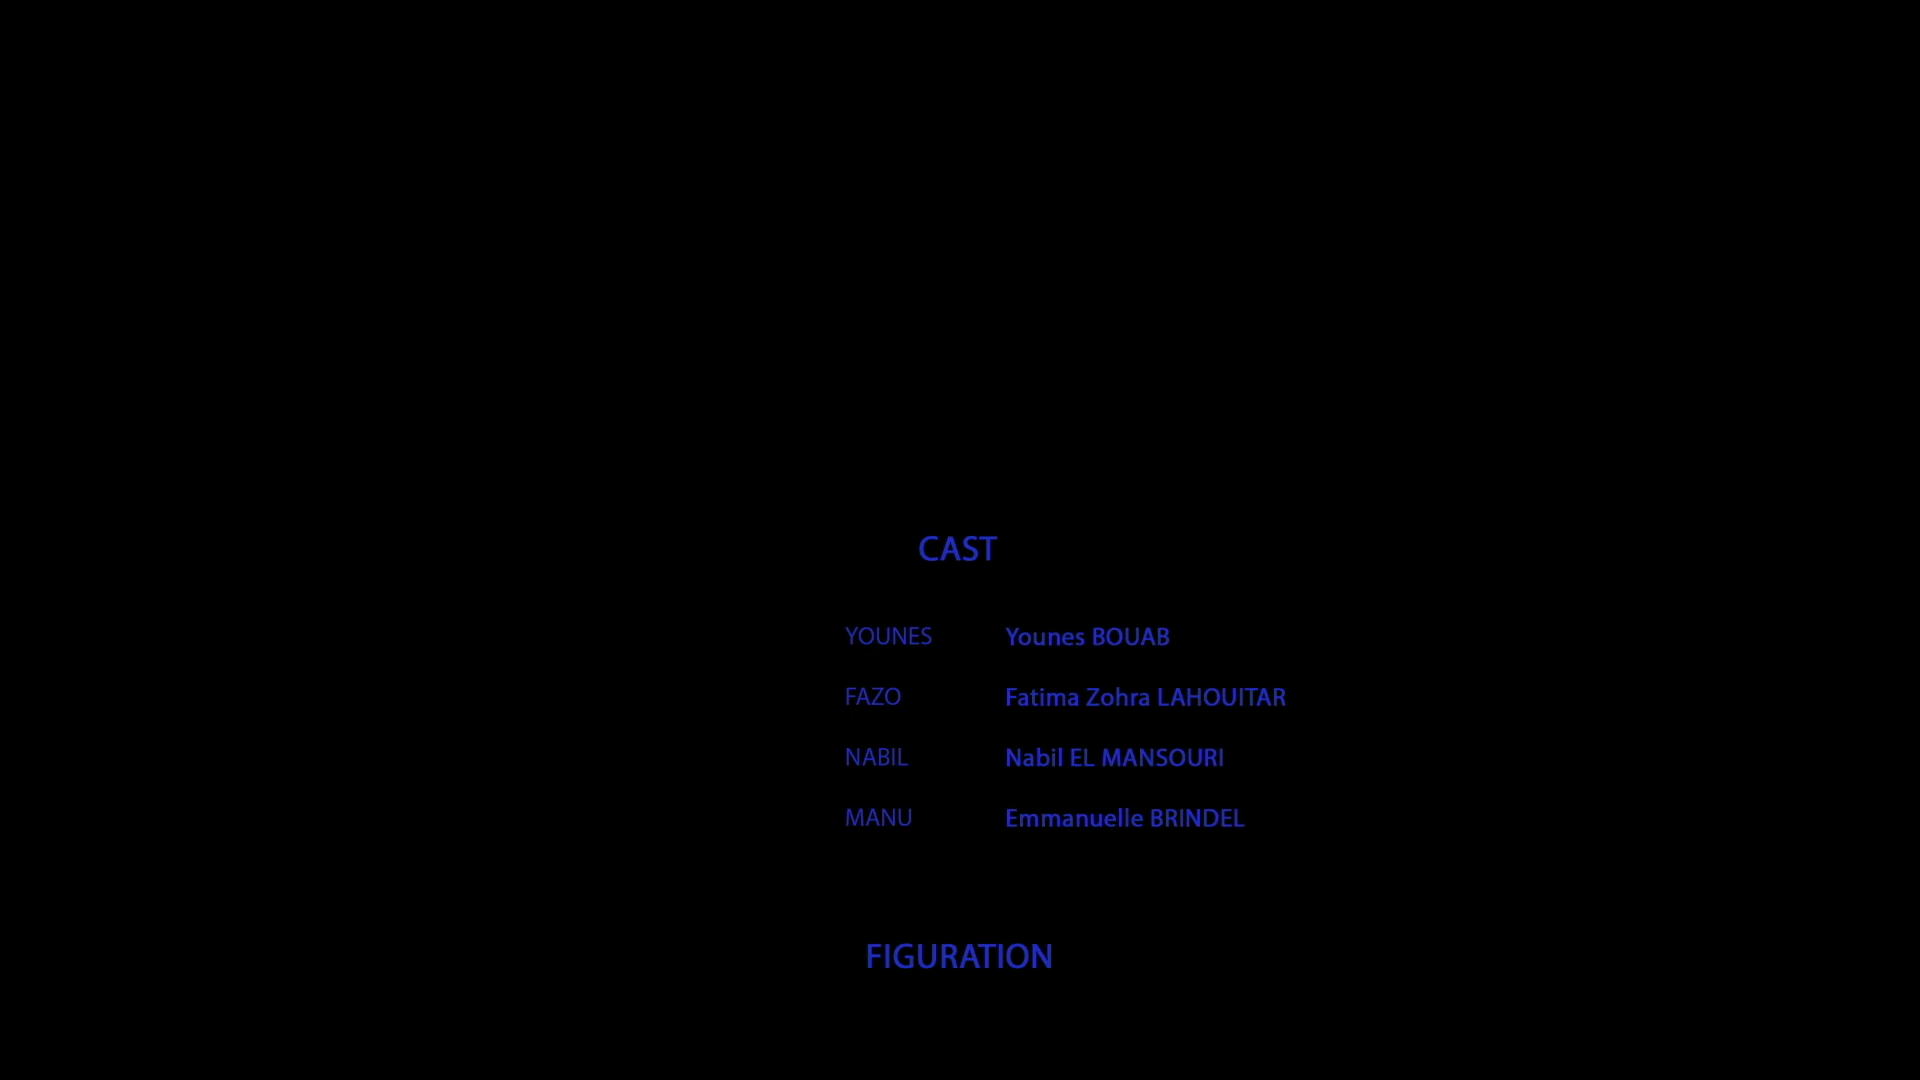 CAST
YOUNES Younes BOUAB
FAZO Fatima Zohra LAHOUITAR
NABIL Nabil EL MANSOURI
MANU Emmanuelle BRINDEL
FIGURATION